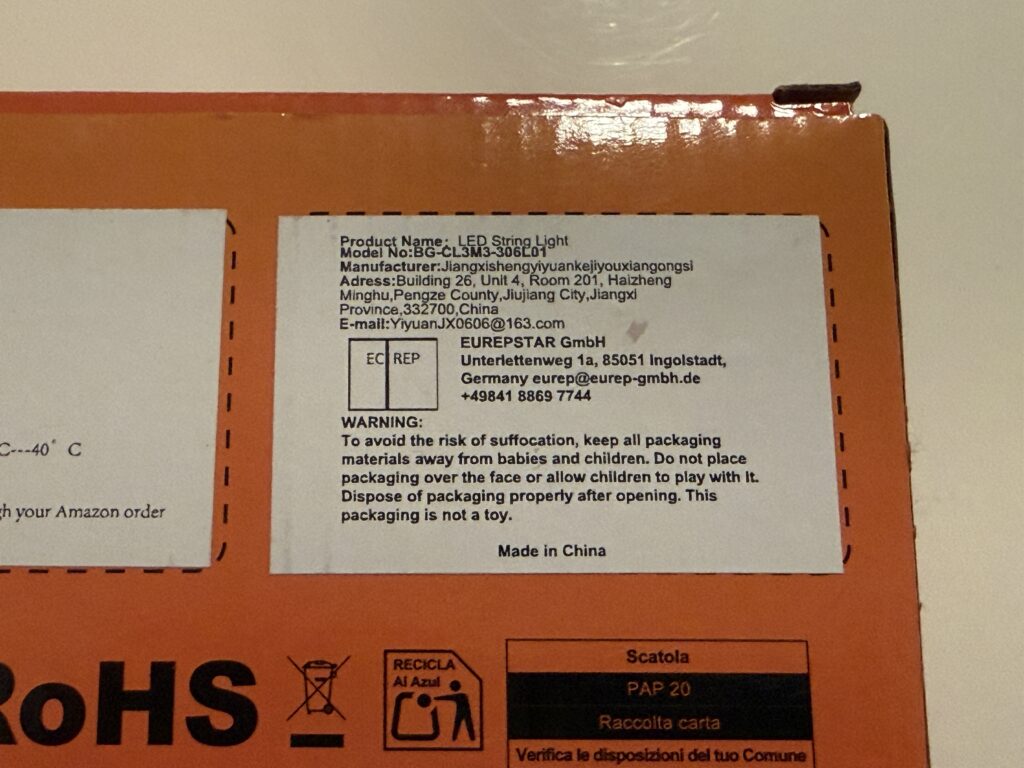 Product Name: LED String Light
Model No:BG-CL3M3-306L01
Manufacturer:Jiangxishengyiyuankejiyouxiangongsi
Adress:Building 26, Unit 4, Room 201, Haizheng
Minghu,Pengze County,Jiujiang City,Jiangxi
Province,332700,China
E-mail:YiyuanJX0606@163.com
EC REP
EUREPSTAR GmbH
Unterlettenweg 1a, 85051 Ingolstadt,
Germany eurep@eurep-gmbh.de
+49841 8869 7744
WARNING:
To avoid the risk of suffocation, keep all packaging
materials away from babies and children. Do not place
packaging over the face or allow children to play with it.
Dispose of packaging properly after opening. This
packaging is not a toy.
Made in China
C---40° C
gh your Amazon order
RoHS
RECICLA
Al Azul
Scatola
PAP 20
Raccolta carta
Verifica le disposizioni del tuo Comune